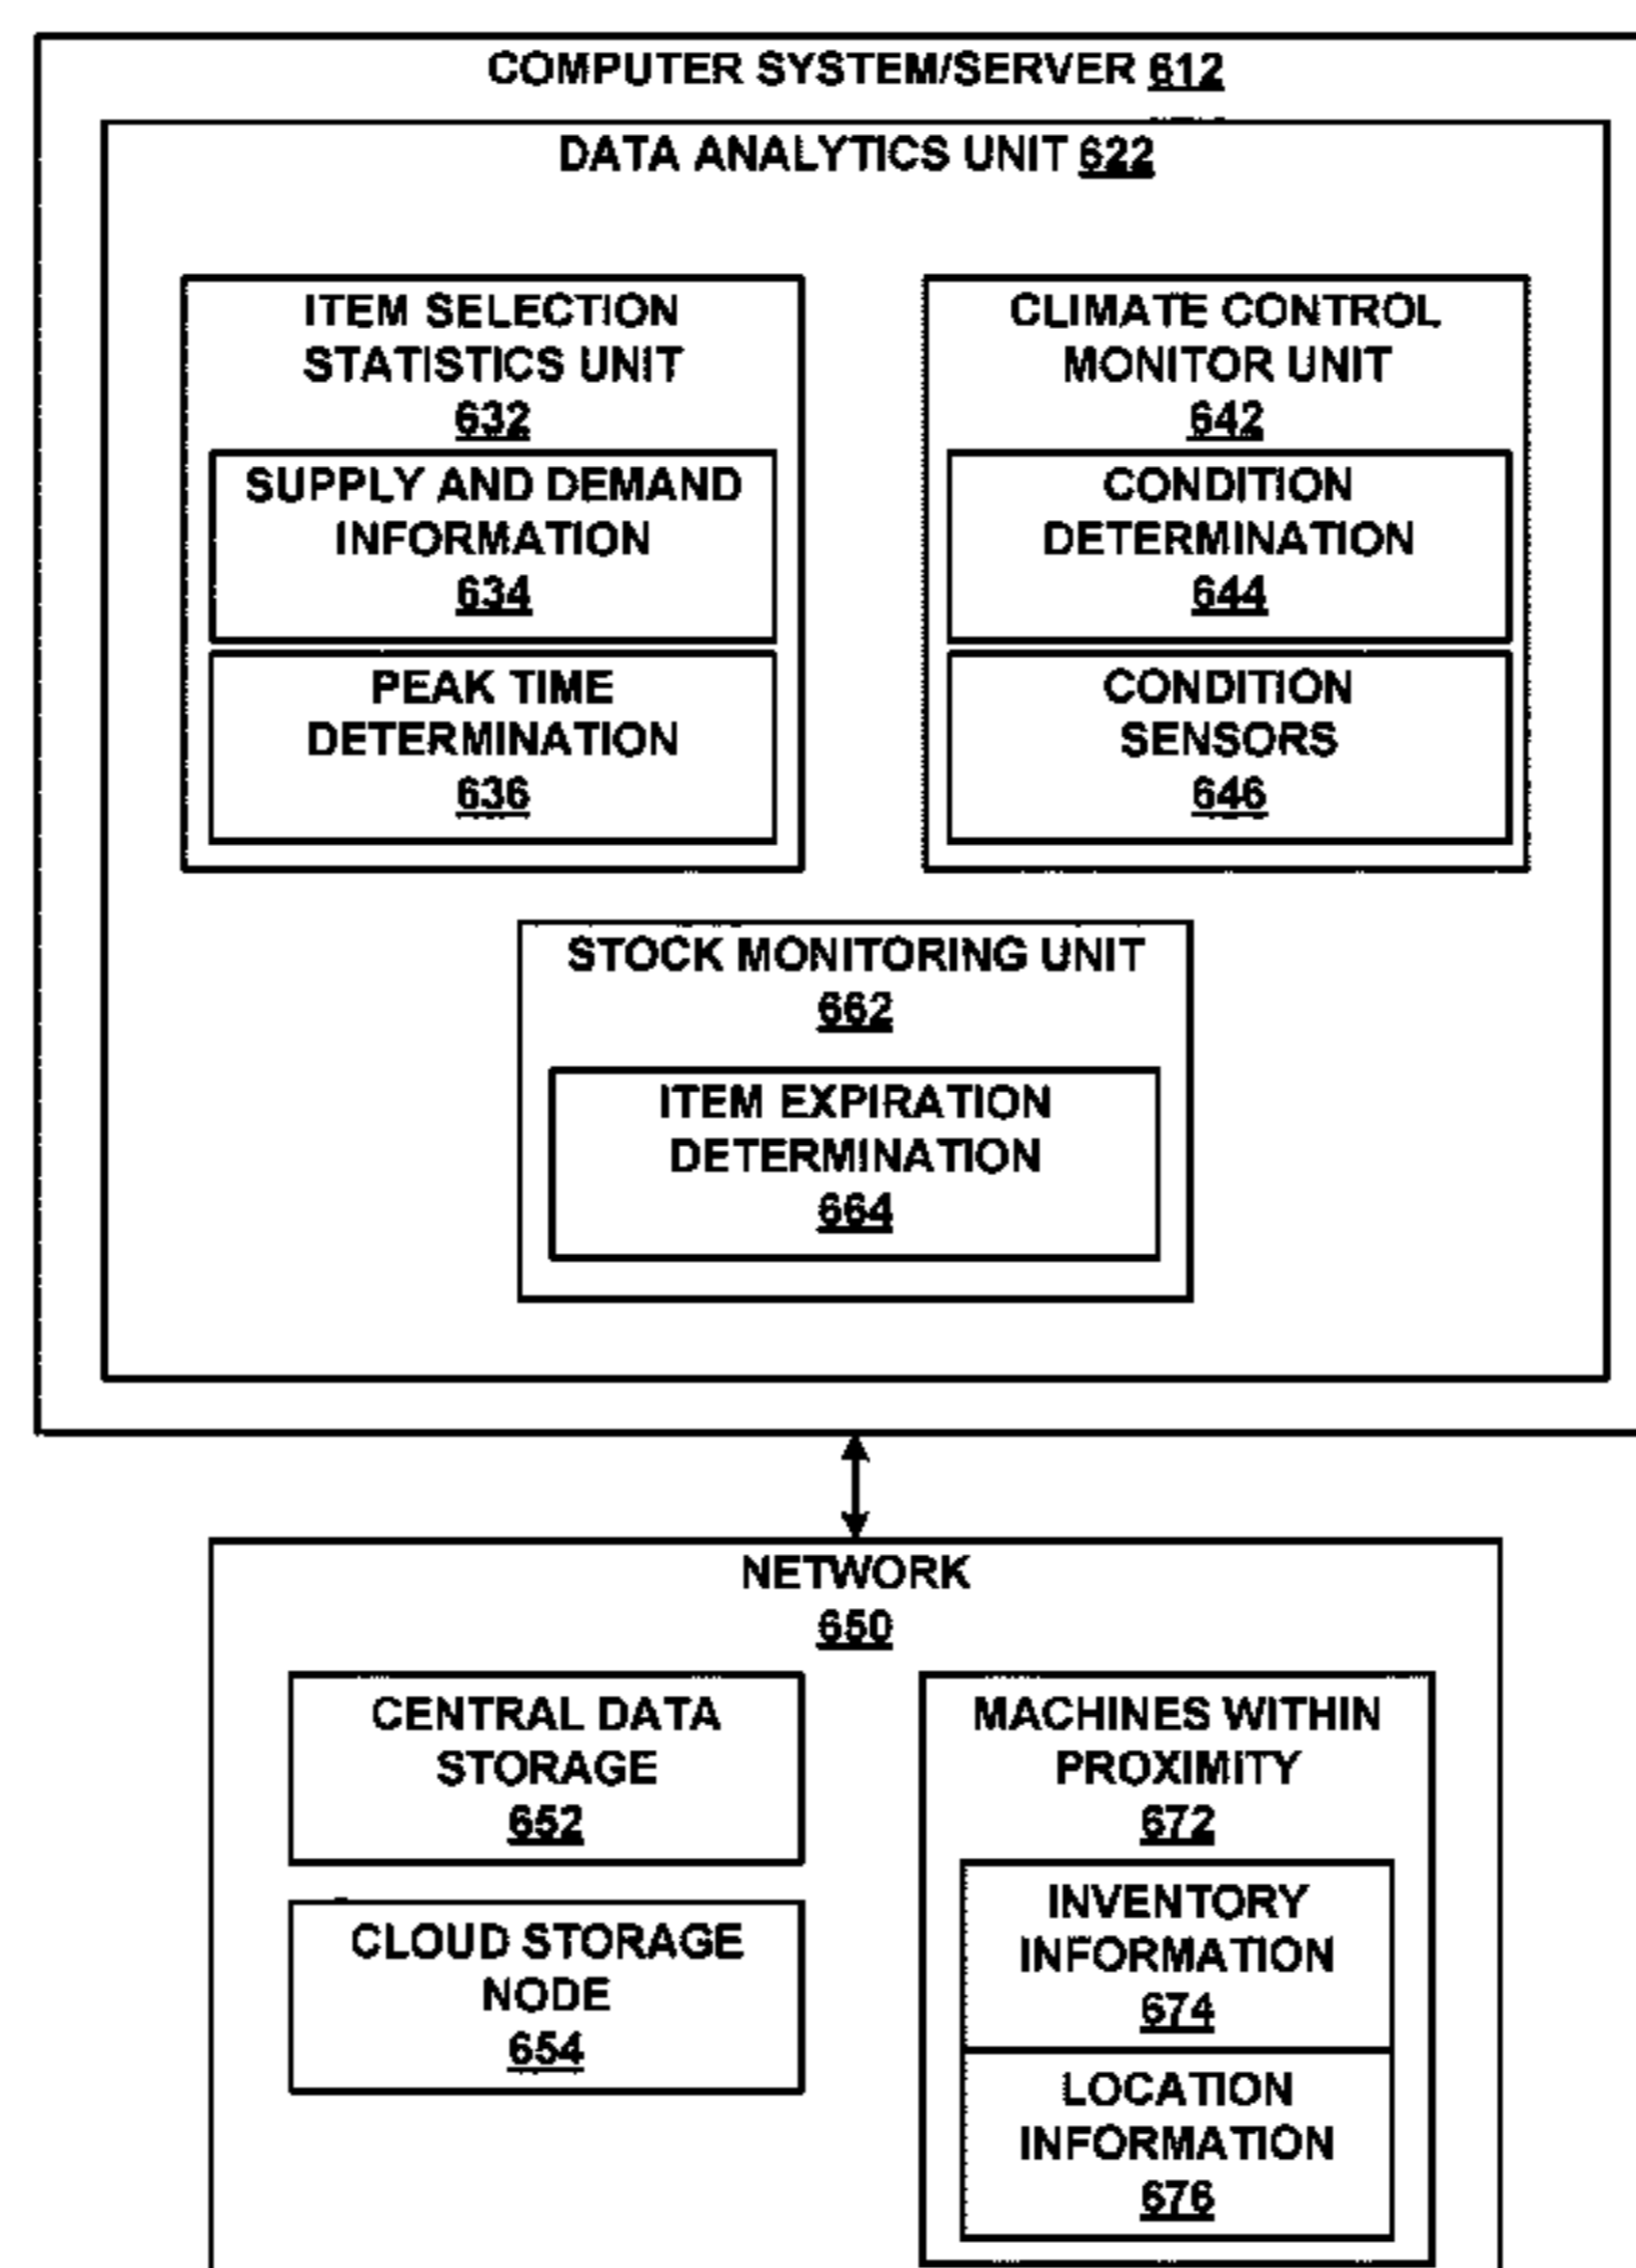 COMPUTER SYSTEM/SERVER 612
DATA ANALYTICS UNIT 622
ITEM SELECTION
STATISTICS UNIT
632
SUPPLY AND DEMAND
INFORMATION
634
PEAK TIME
DETERMINATION
636
CLIMATE CONTROL
MONITOR UNIT
642
CONDITION
DETERMINATION
644
CONDITION
SENSORS
646
STOCK MONITORING UNIT
662
ITEM EXPIRATION
DETERMINATION
664
NETWORK
650
CENTRAL DATA
STORAGE
652
CLOUD STORAGE
NODE
654
MACHINES WITHIN
PROXIMITY
672
INVENTORY
INFORMATION
674
LOCATION
INFORMATION
676